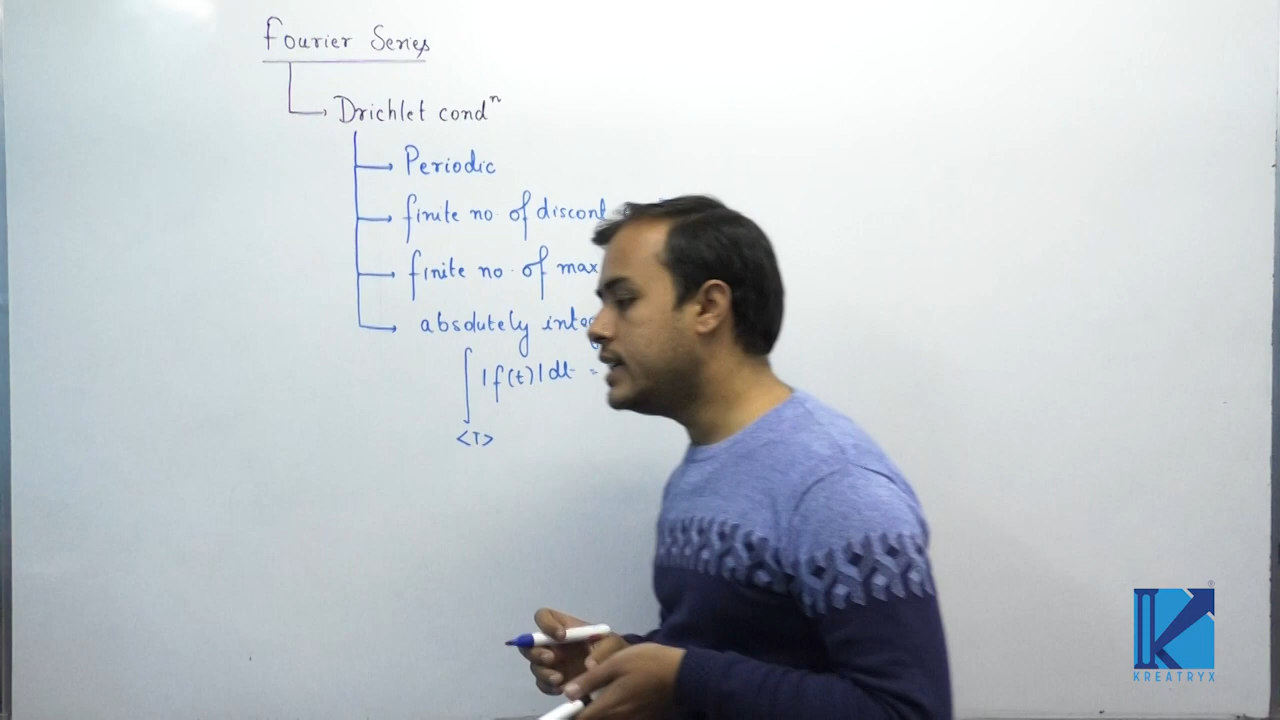 Fourier Series
Drichlet condⁿ
Periodic
finite no. of discont
finite no. of max
absolutely integ
∫ |f(t)| dt =
<T>
KREATRYX
®